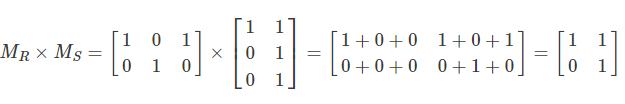 M_R × M_S = [1 0 1; 0 1 0] × [1 1; 0 1; 0 1] = [1+0+0 1+0+1; 0+0+0 0+1+0] = [1 1; 0 1]